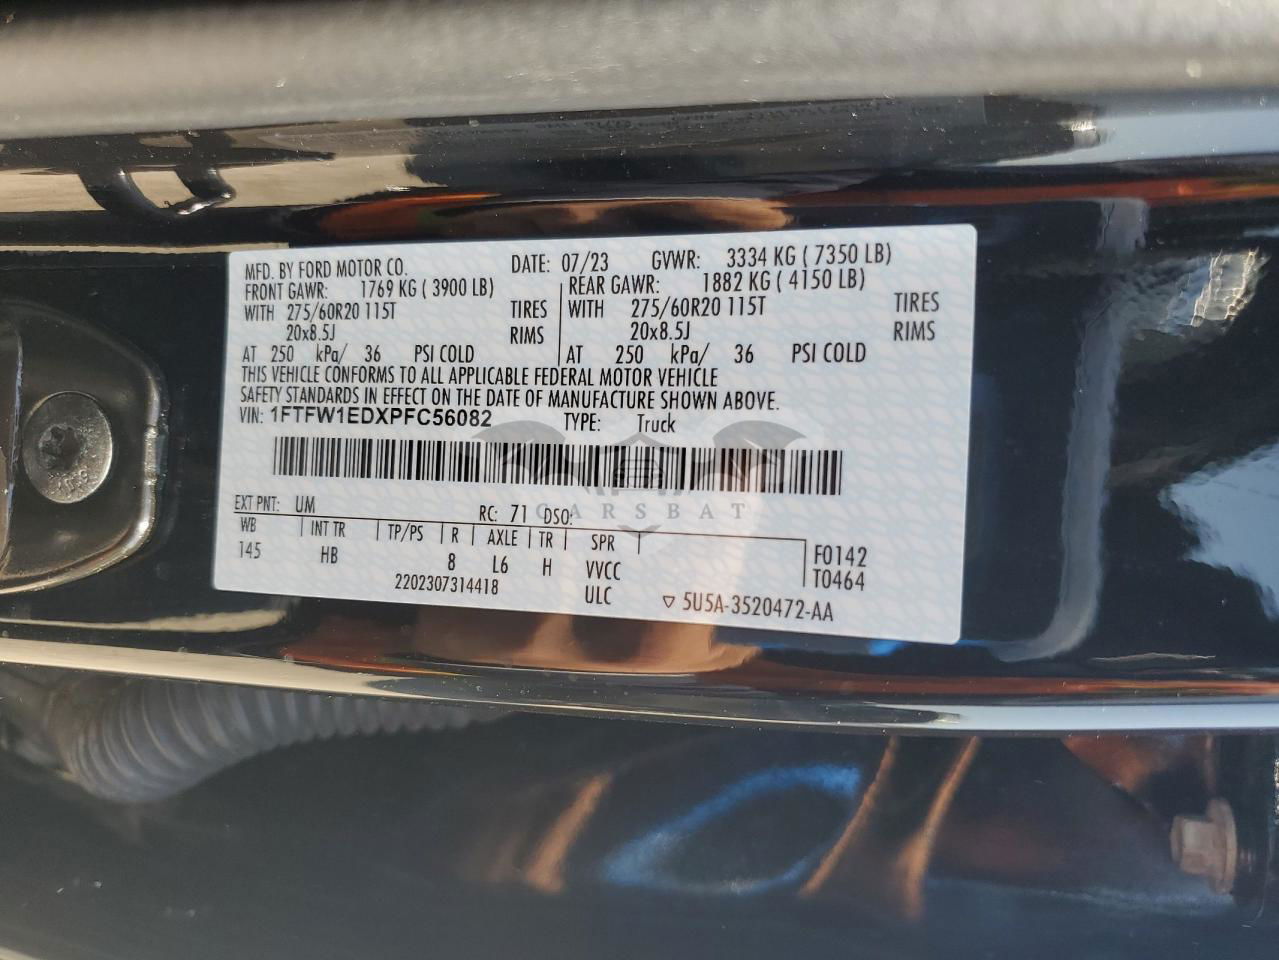 MFD. BY FORD MOTOR CO. DATE: 07/23 GVWR: 3334 KG ( 7350 LB)
FRONT GAWR: 1769 KG ( 3900 LB) REAR GAWR: 1882 KG ( 4150 LB)
WITH 275/60R20 115T TIRES WITH 275/60R20 115T TIRES
20x8.5J RIMS 20x8.5J RIMS
AT 250 kPa/ 36 PSI COLD AT 250 kPa/ 36 PSI COLD
THIS VEHICLE CONFORMS TO ALL APPLICABLE FEDERAL MOTOR VEHICLE
SAFETY STANDARDS IN EFFECT ON THE DATE OF MANUFACTURE SHOWN ABOVE.
VIN: 1FTFW1EDXPFC56082 TYPE: Truck
CARSBAT
EXT PNT: UM RC: 71 DSO:
WB INT TR TP/PS R AXLE TR SPR F0142
145 HB 8 L6 H VVCC T0464
2202307314418 ULC ▽ 5U5A-3520472-AA